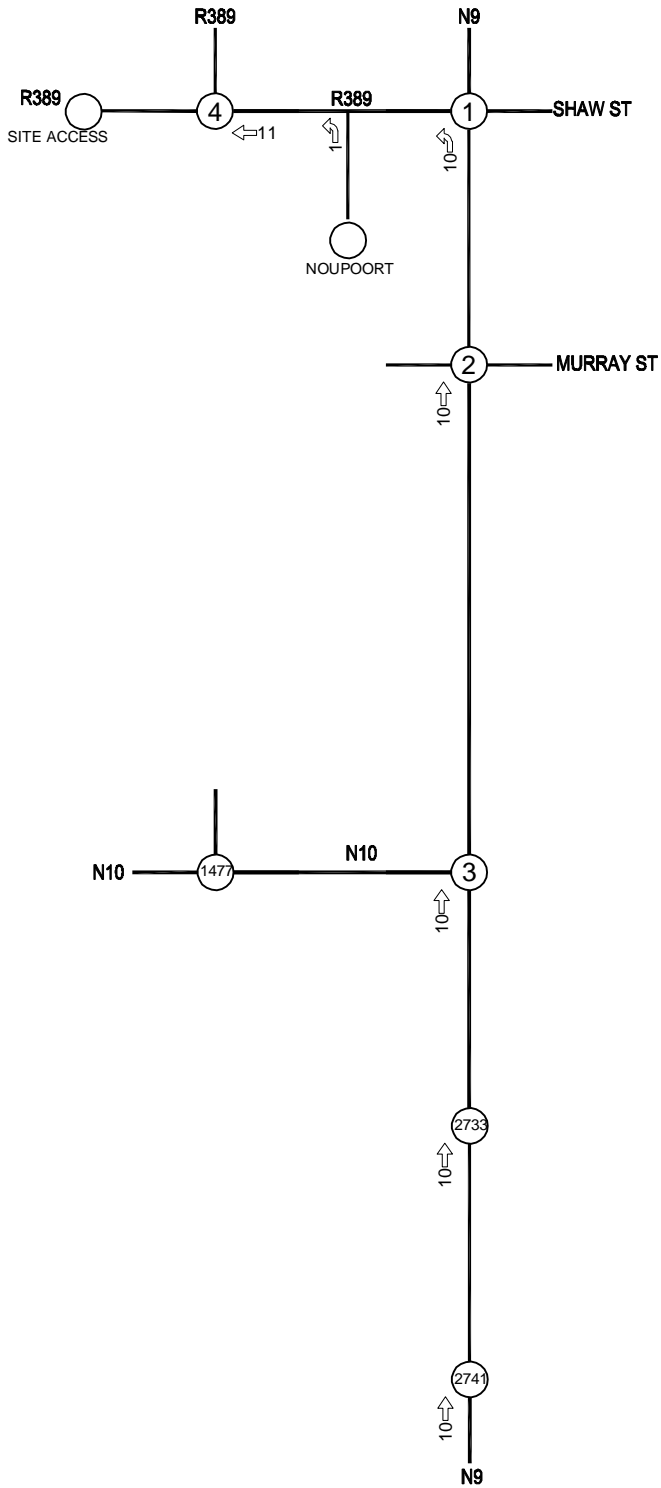 R389
N9
R389
R389
4
1
SHAW ST
SITE ACCESS
11
1
10
NOUPOORT
2
MURRAY ST
10
N10
N10
1477
3
10
2733
10
2741
10
N9